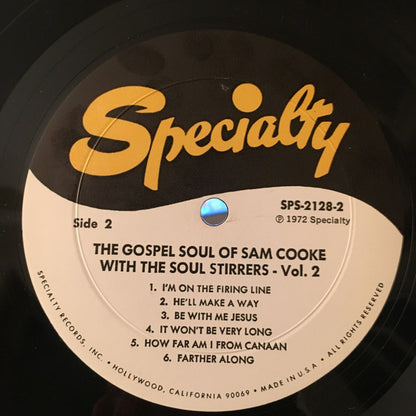 Specialty
SPS-2128-2
Side 2
℗ 1972 Specialty
THE GOSPEL SOUL OF SAM COOKE
WITH THE SOUL STIRRERS - Vol. 2
1. I'M ON THE FIRING LINE
2. HE'LL MAKE A WAY
3. BE WITH ME JESUS
4. IT WON'T BE VERY LONG
5. HOW FAR AM I FROM CANAAN
6. FARTHER ALONG
SPECIALTY RECORDS, INC. • HOLLYWOOD, CALIFORNIA 90069 • MADE IN U.S.A. • ALL RIGHTS RESERVED